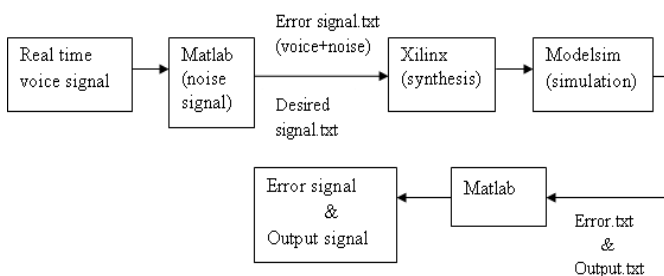 Real time
voice signal
Matlab
(noise
signal)
Error signal.txt
(voice+noise)
Desired
signal.txt
Xilinx
(synthesis)
Modelsim
(simulation)
Error signal
&
Output signal
Matlab
Error.txt
&
Output.txt